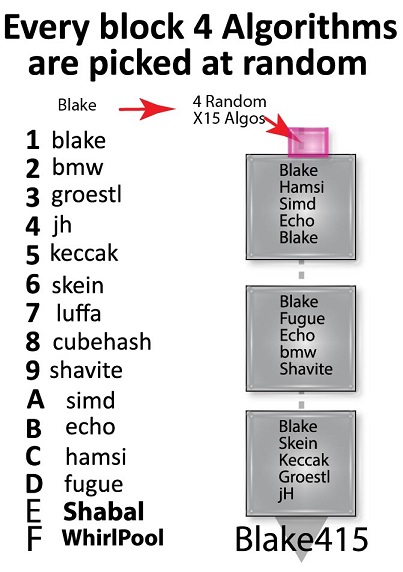 Every block 4 Algorithms
are picked at random
Blake
4 Random
X15 Algos
1 blake
2 bmw
3 groestl
4 jh
5 keccak
6 skein
7 luffa
8 cubehash
9 shavite
A simd
B echo
C hamsi
D fugue
E Shabal
F WhirlPool
Blake
Hamsi
Simd
Echo
Blake
Blake
Fugue
Echo
bmw
Shavite
Blake
Skein
Keccak
Groestl
jH
Blake415